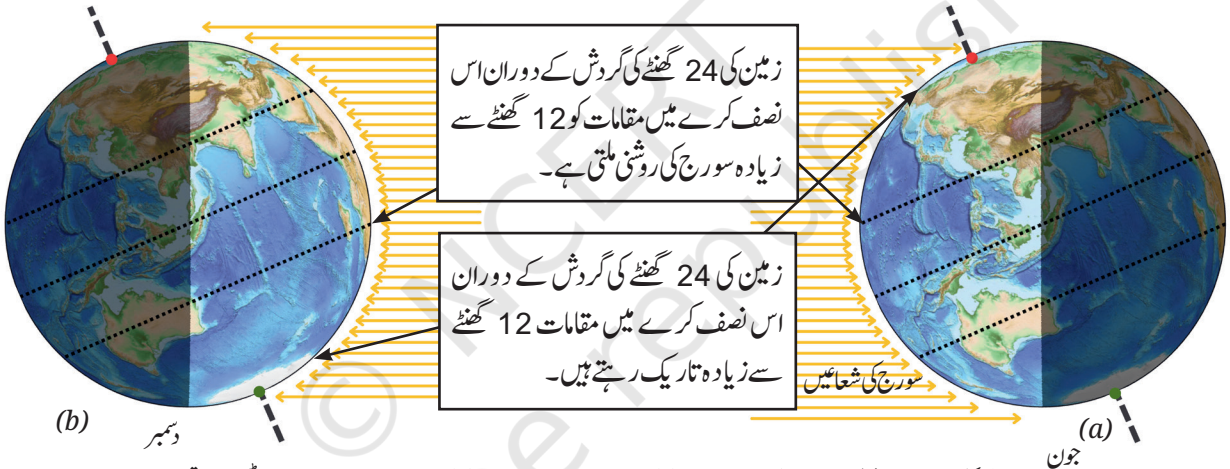 زمین کی 24 گھنٹے کی گردش کے دوران اس
نصف کرے میں مقامات کو 12 گھنٹے سے
زیادہ سورج کی روشنی ملتی ہے۔
زمین کی 24 گھنٹے کی گردش کے دوران
اس نصف کرے میں مقامات 12 گھنٹے
سے زیادہ تاریک رہتے ہیں۔
سورج کی شعاعیں
(a)
جون
(b)
دسمبر
© NCERT